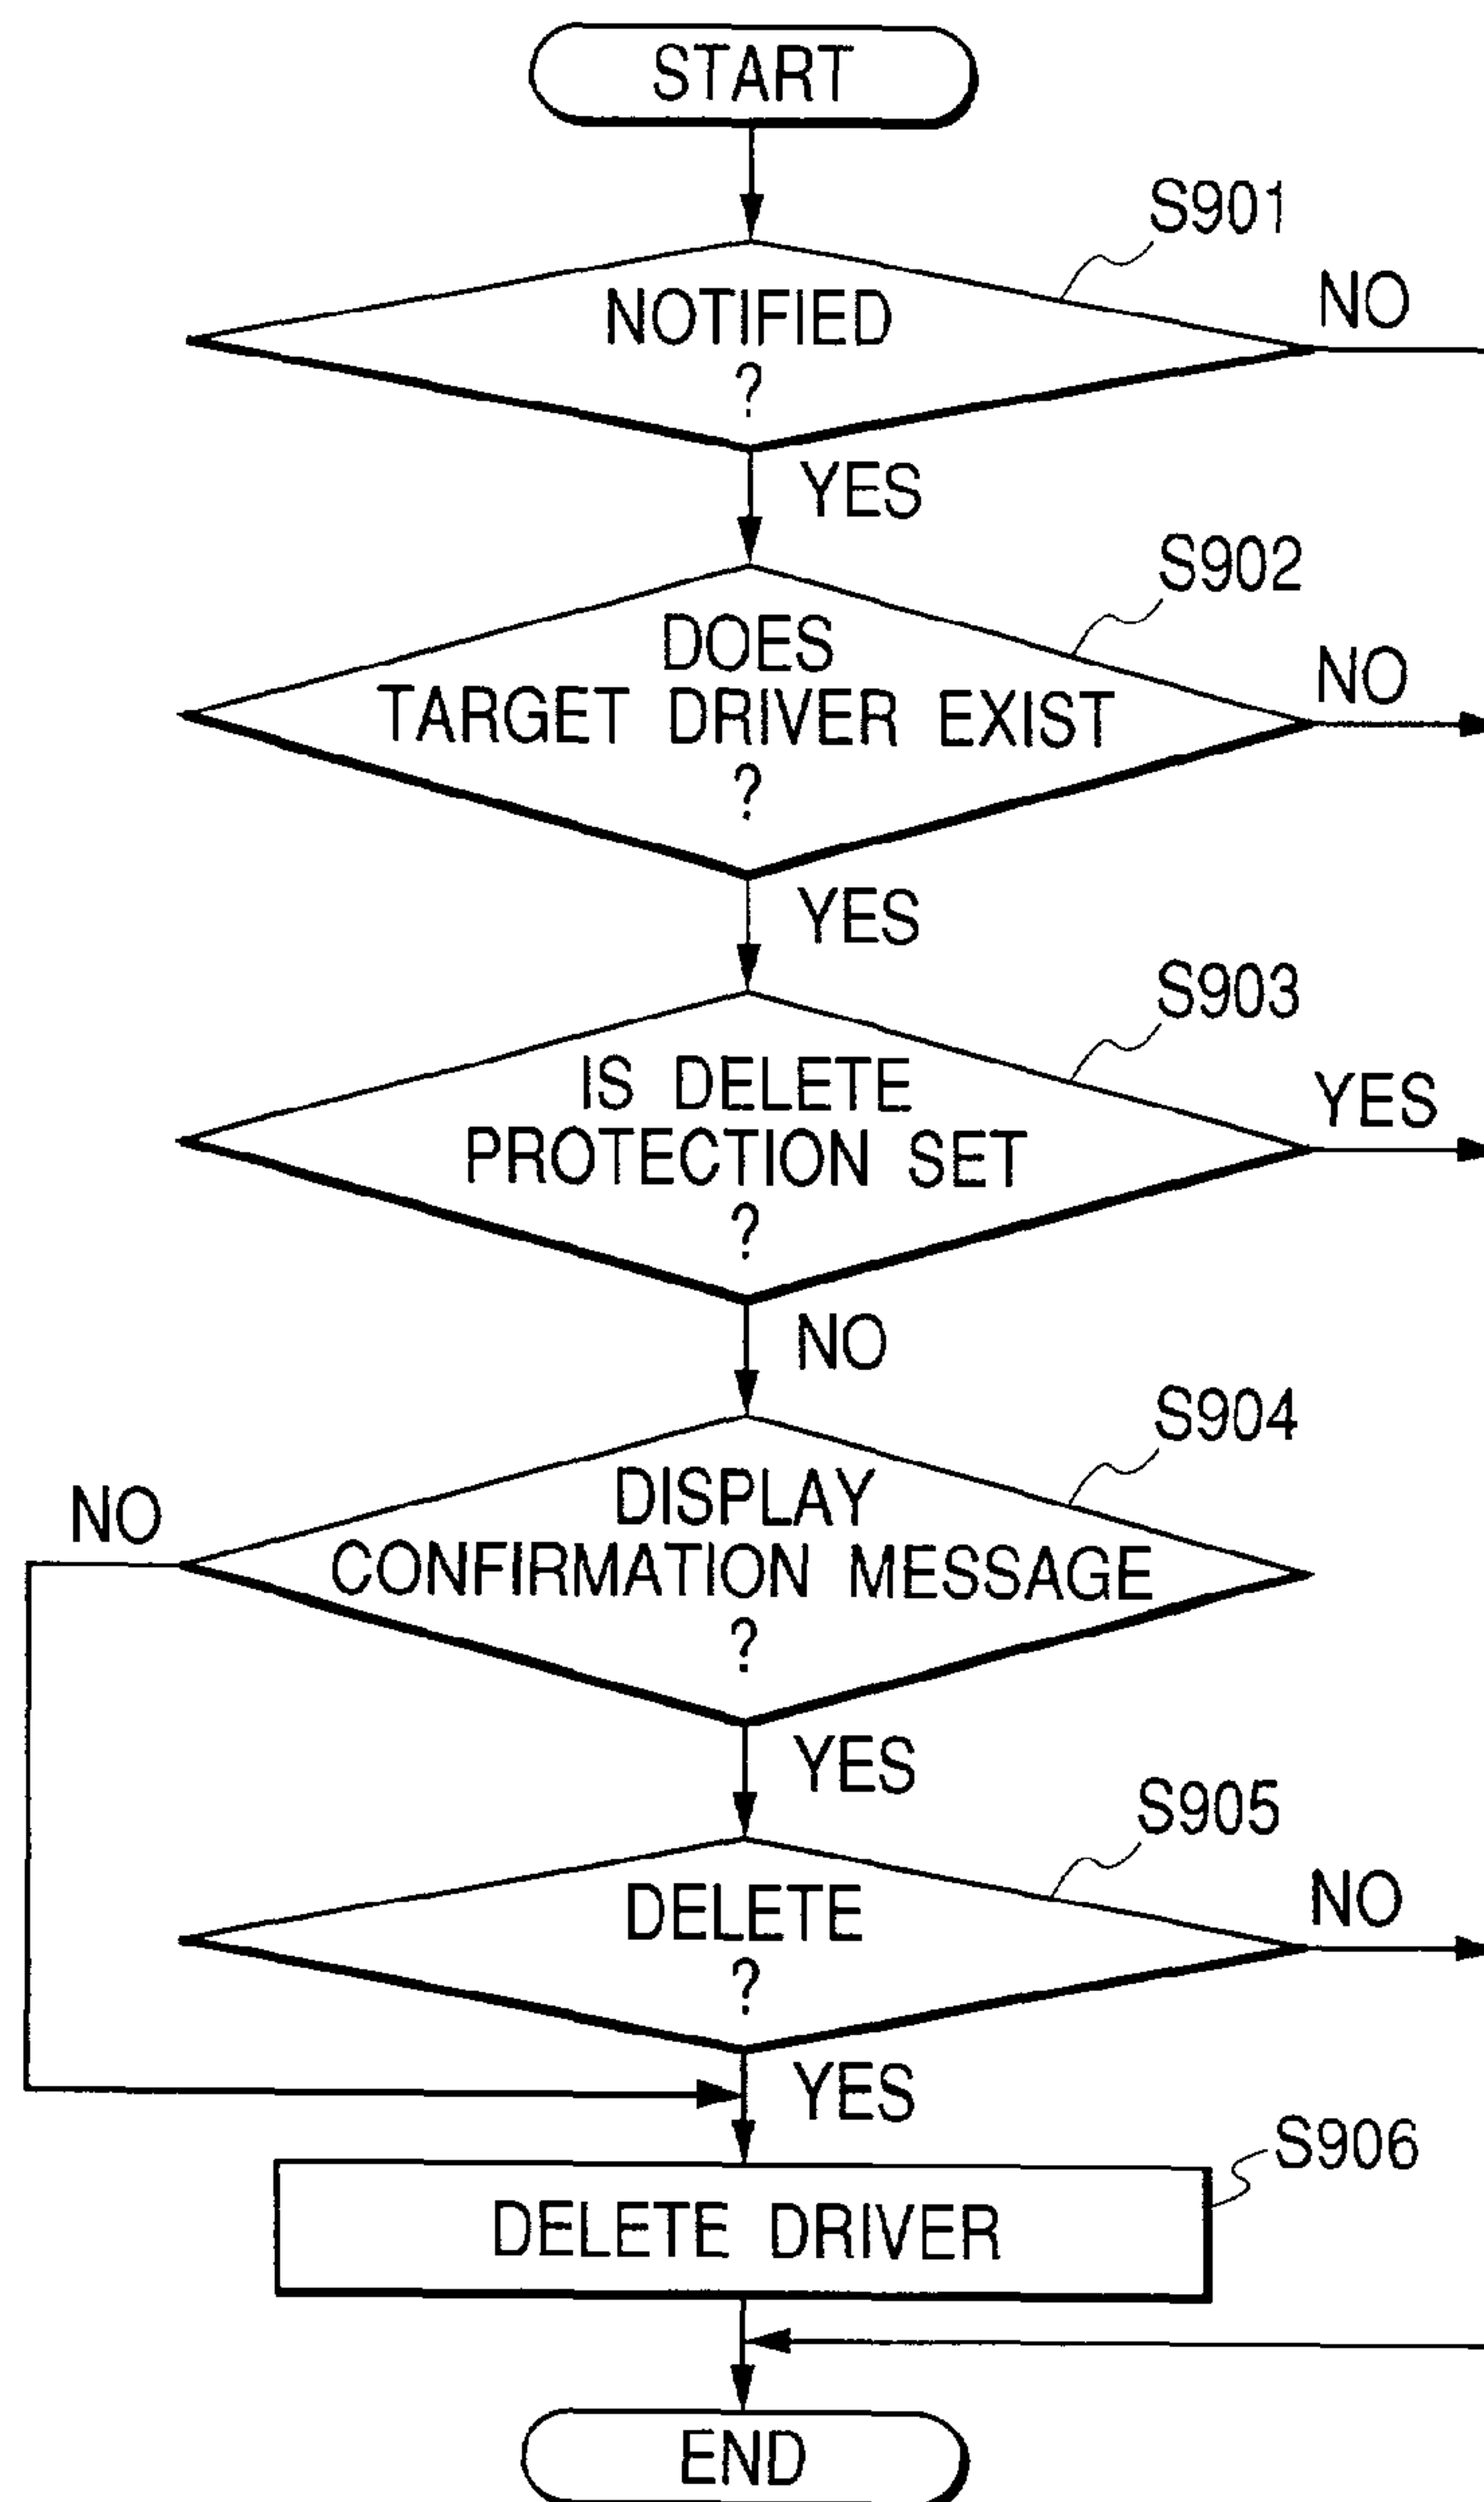 START
S901
NOTIFIED
?
NO
YES
S902
DOES
TARGET DRIVER EXIST
?
NO
YES
S903
IS DELETE
PROTECTION SET
?
YES
NO
S904
DISPLAY
CONFIRMATION MESSAGE
?
NO
YES
S905
DELETE
?
NO
YES
S906
DELETE DRIVER
END